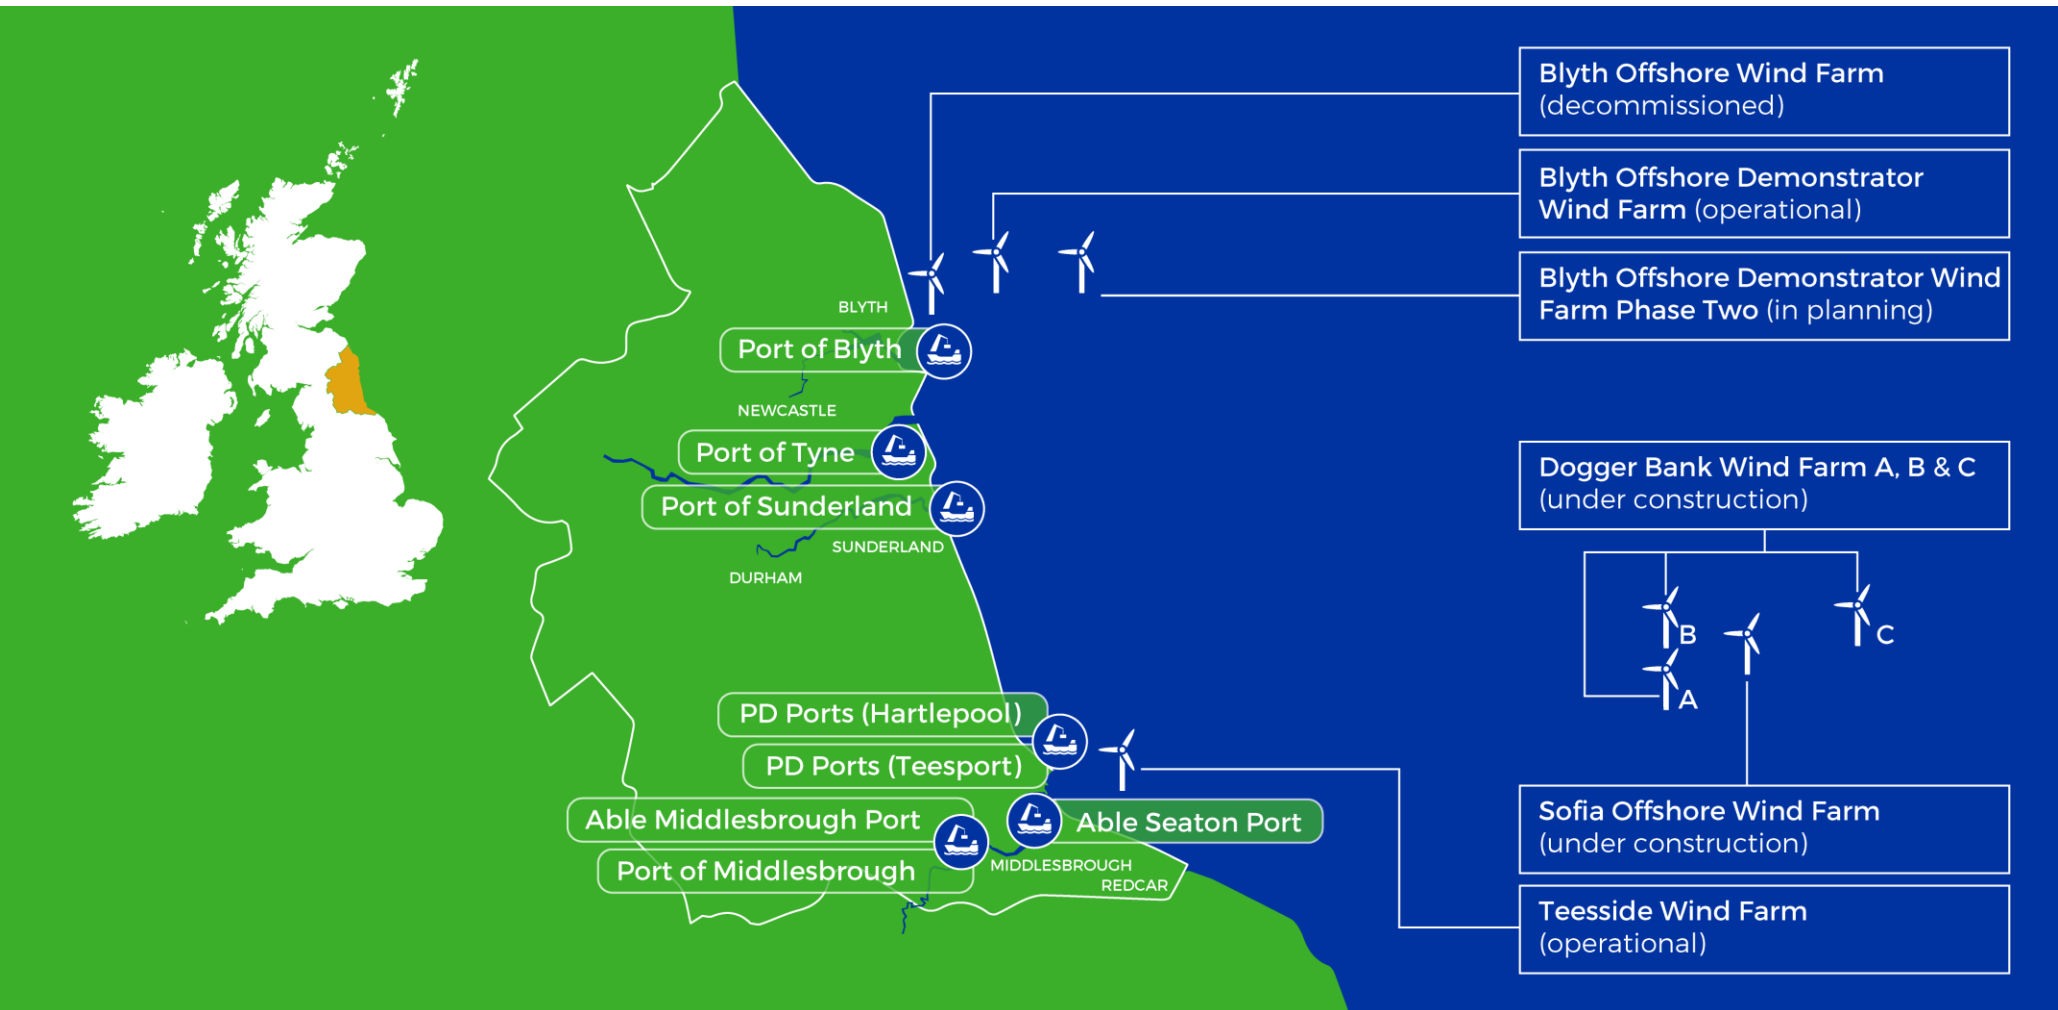 Blyth Offshore Wind Farm
(decommissioned)
Blyth Offshore Demonstrator
Wind Farm (operational)
Blyth Offshore Demonstrator Wind
Farm Phase Two (in planning)
BLYTH
Port of Blyth
NEWCASTLE
Port of Tyne
Port of Sunderland
SUNDERLAND
DURHAM
Dogger Bank Wind Farm A, B & C
(under construction)
B
C
A
PD Ports (Hartlepool)
PD Ports (Teesport)
Able Middlesbrough Port
Able Seaton Port
Port of Middlesbrough
MIDDLESBROUGH
REDCAR
Sofia Offshore Wind Farm
(under construction)
Teesside Wind Farm
(operational)